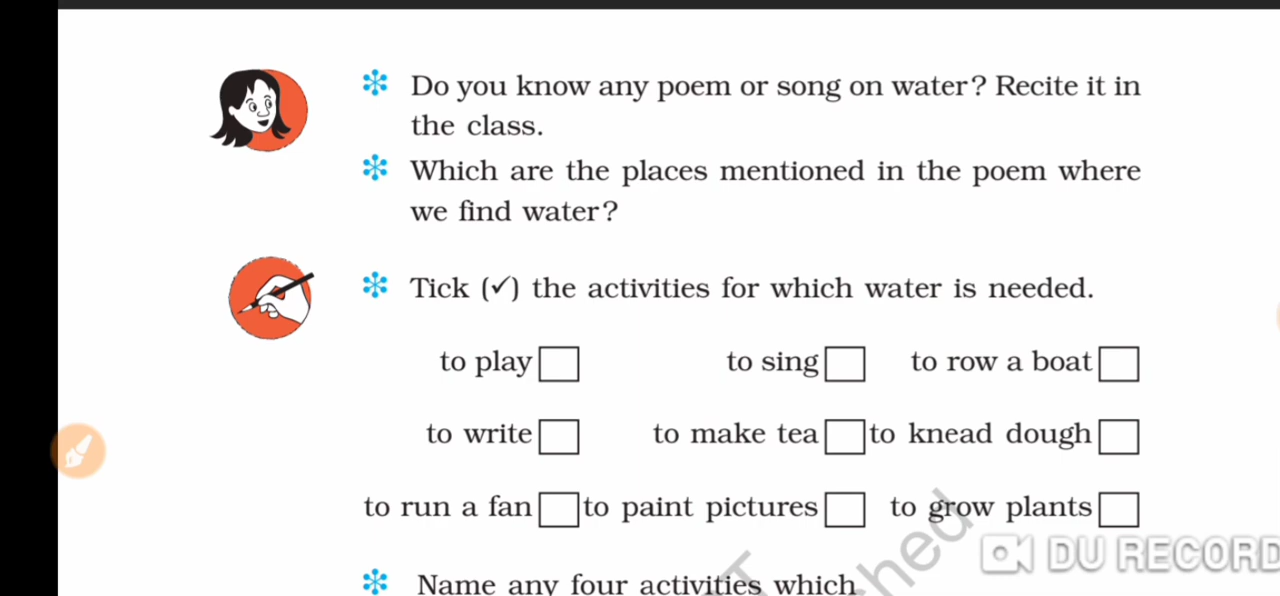 Do you know any poem or song on water? Recite it in
the class.
Which are the places mentioned in the poem where
we find water?
Tick (✓) the activities for which water is needed.
to play to sing to row a boat
to write to make tea to knead dough
to run a fan to paint pictures to grow plants
Name any four activities which
DU RECORD